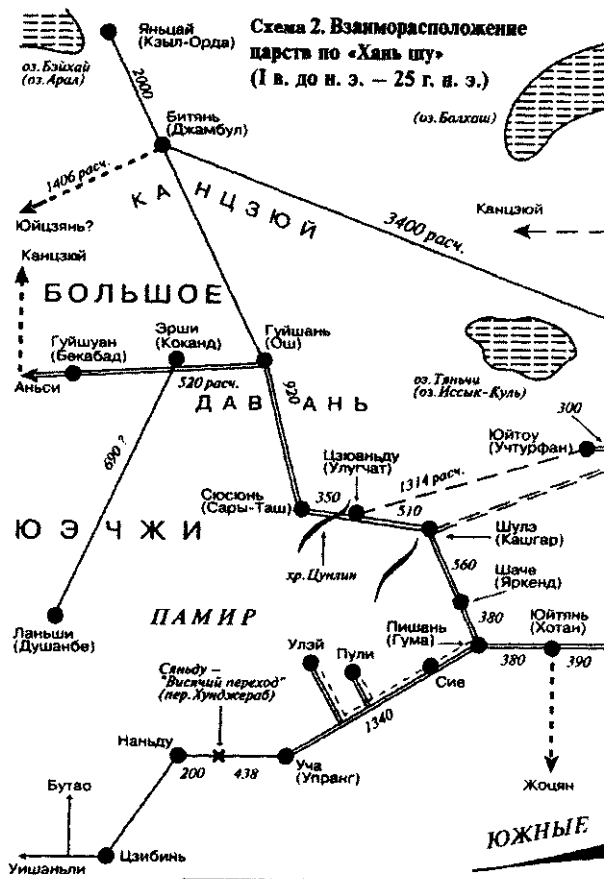 Яньцай
(Кзыл-Орда)
Схема 2. Взаиморасположение
царств по «Хань шу»
(I в. до н. э. — 25 г. н. э.)
оз. Бэйхай
(оз. Арал)
2000
(оз. Балхаш)
Битянь
(Джамбул)
1406 расч.
Юйцзянь?
КАНЦЗЮЙ
3400 расч.
Канцзюй
Канцзюй
БОЛЬШОЕ
Гуйшуан
(Бекабад)
Эрши
(Коканд)
Гуйшань
(Ош)
Аньси
520 расч.
920
оз. Тяньчи
(оз. Иссык-Куль)
ДАВАНЬ
300
690 ?
Юйтоу
(Учтурфан)
Цзюаньду
(Улугчат)
1314 расч.
Сюсюнь
(Сары-Таш)
350
510
ЮЭЧЖИ
Шулэ
(Кашгар)
хр. Цунлин
560
Шаче
(Яркенд)
380
ПАМИР
Ланьши
(Душанбе)
Пишань
(Гума)
Юйтянь
(Хотан)
Улэй
Пули
380
390
Сие
Сяньду —
"Висячий переход"
(пер. Хунджераб)
1340
Наньду
200
438
Уча
(Упранг)
Бутао
Жоцян
Уишаньли
Цзибинь
ЮЖНЫЕ